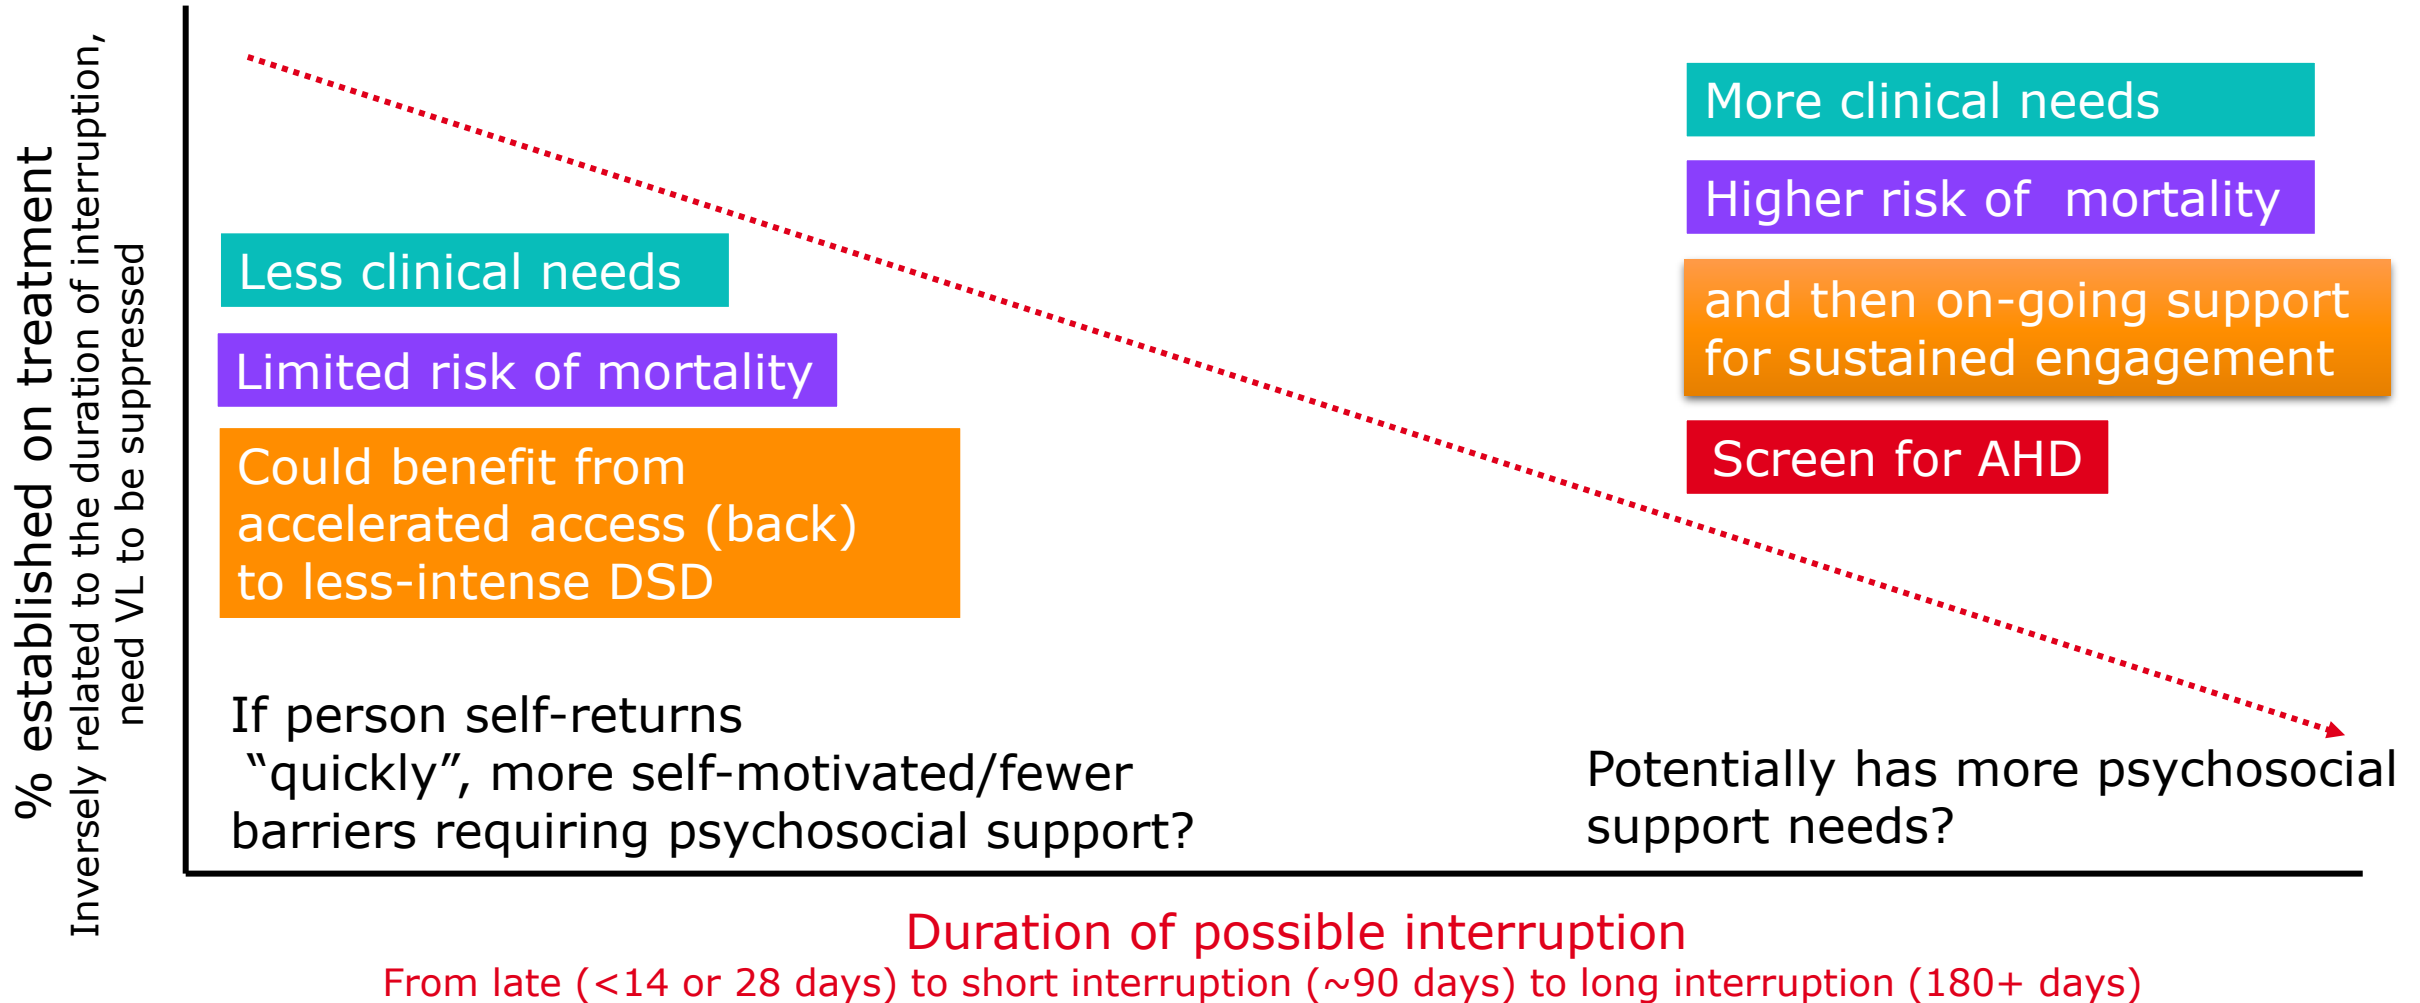 % established on treatment
Inversely related to the duration of interruption,
need VL to be suppressed
Less clinical needs
Limited risk of mortality
Could benefit from
accelerated access (back)
to less-intense DSD
If person self-returns
“quickly”, more self-motivated/fewer
barriers requiring psychosocial support?
More clinical needs
Higher risk of  mortality
and then on-going support
for sustained engagement
Screen for AHD
Potentially has more psychosocial
support needs?
Duration of possible interruption
From late (<14 or 28 days) to short interruption (~90 days) to long interruption (180+ days)